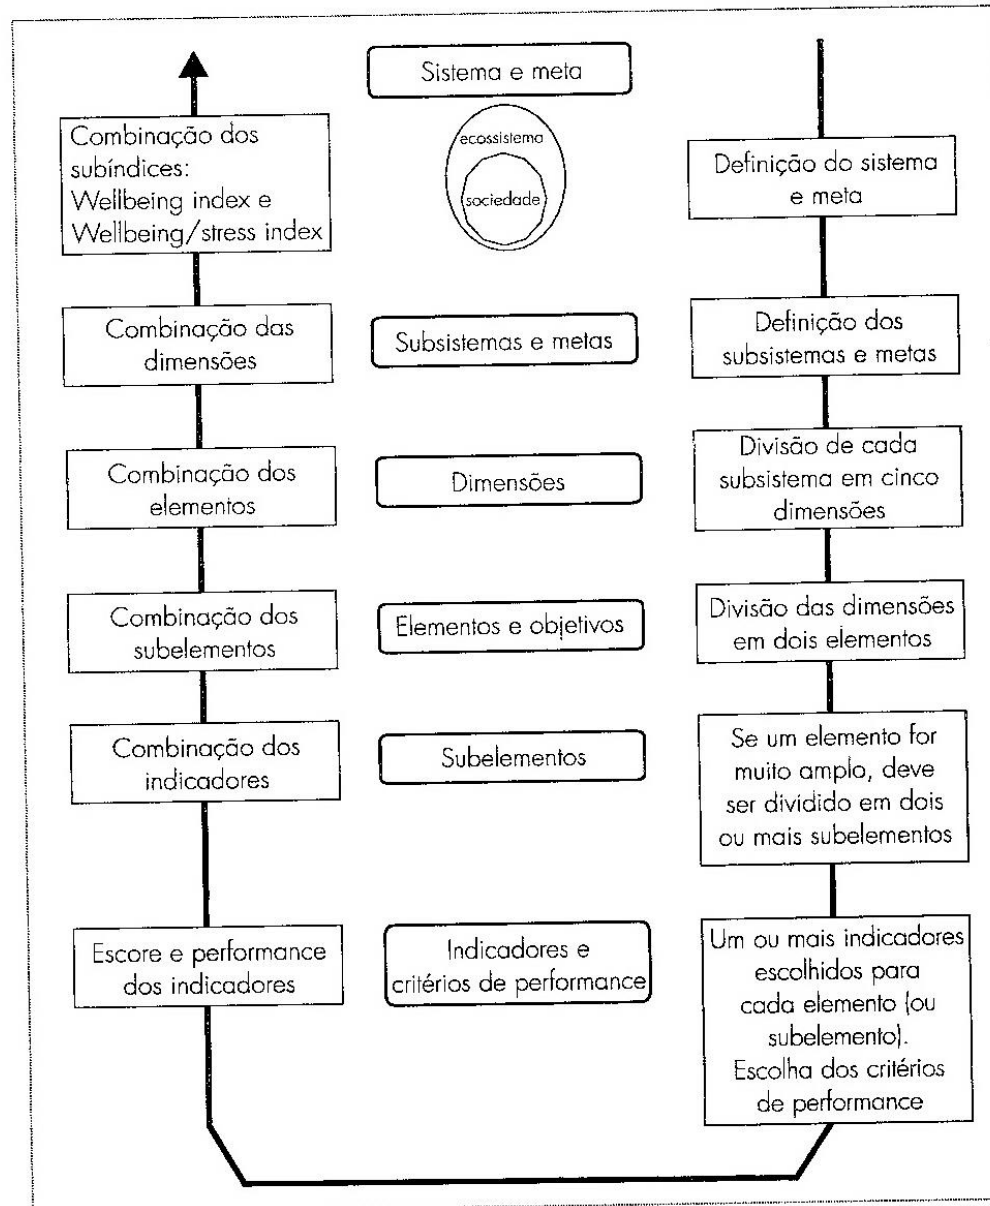 Sistema e meta
ecossistema
sociedade
Combinação dos
subíndices:
Wellbeing index e
Wellbeing/stress index
Definição do sistema
e meta
Combinação das
dimensões
Subsistemas e metas
Definição dos
subsistemas e metas
Combinação dos
elementos
Dimensões
Divisão de cada
subsistema em cinco
dimensões
Combinação dos
subelementos
Elementos e objetivos
Divisão das dimensões
em dois elementos
Combinação dos
indicadores
Subelementos
Se um elemento for
muito amplo, deve
ser dividido em dois
ou mais subelementos
Escore e performance
dos indicadores
Indicadores e
critérios de performance
Um ou mais indicadores
escolhidos para
cada elemento (ou
subelemento).
Escolha dos critérios
de performance